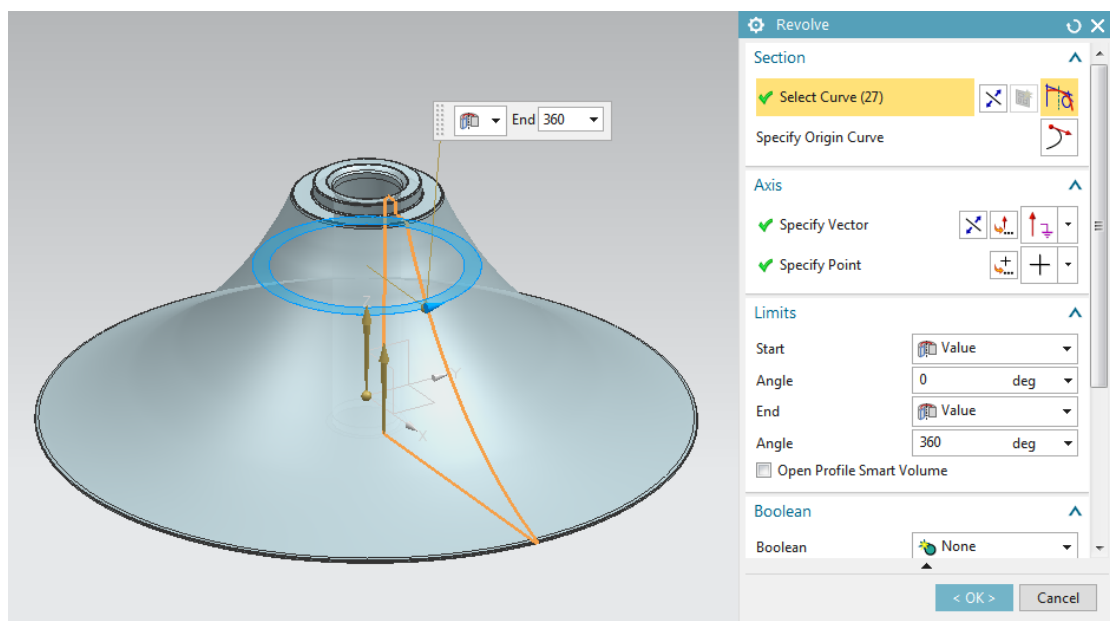 Revolve
Section
Select Curve (27)
Specify Origin Curve
Axis
Specify Vector
Specify Point
Limits
Start Value
Angle 0 deg
End Value
Angle 360 deg
Open Profile Smart Volume
Boolean
Boolean None
< OK > Cancel
End 360
Z
Y
X